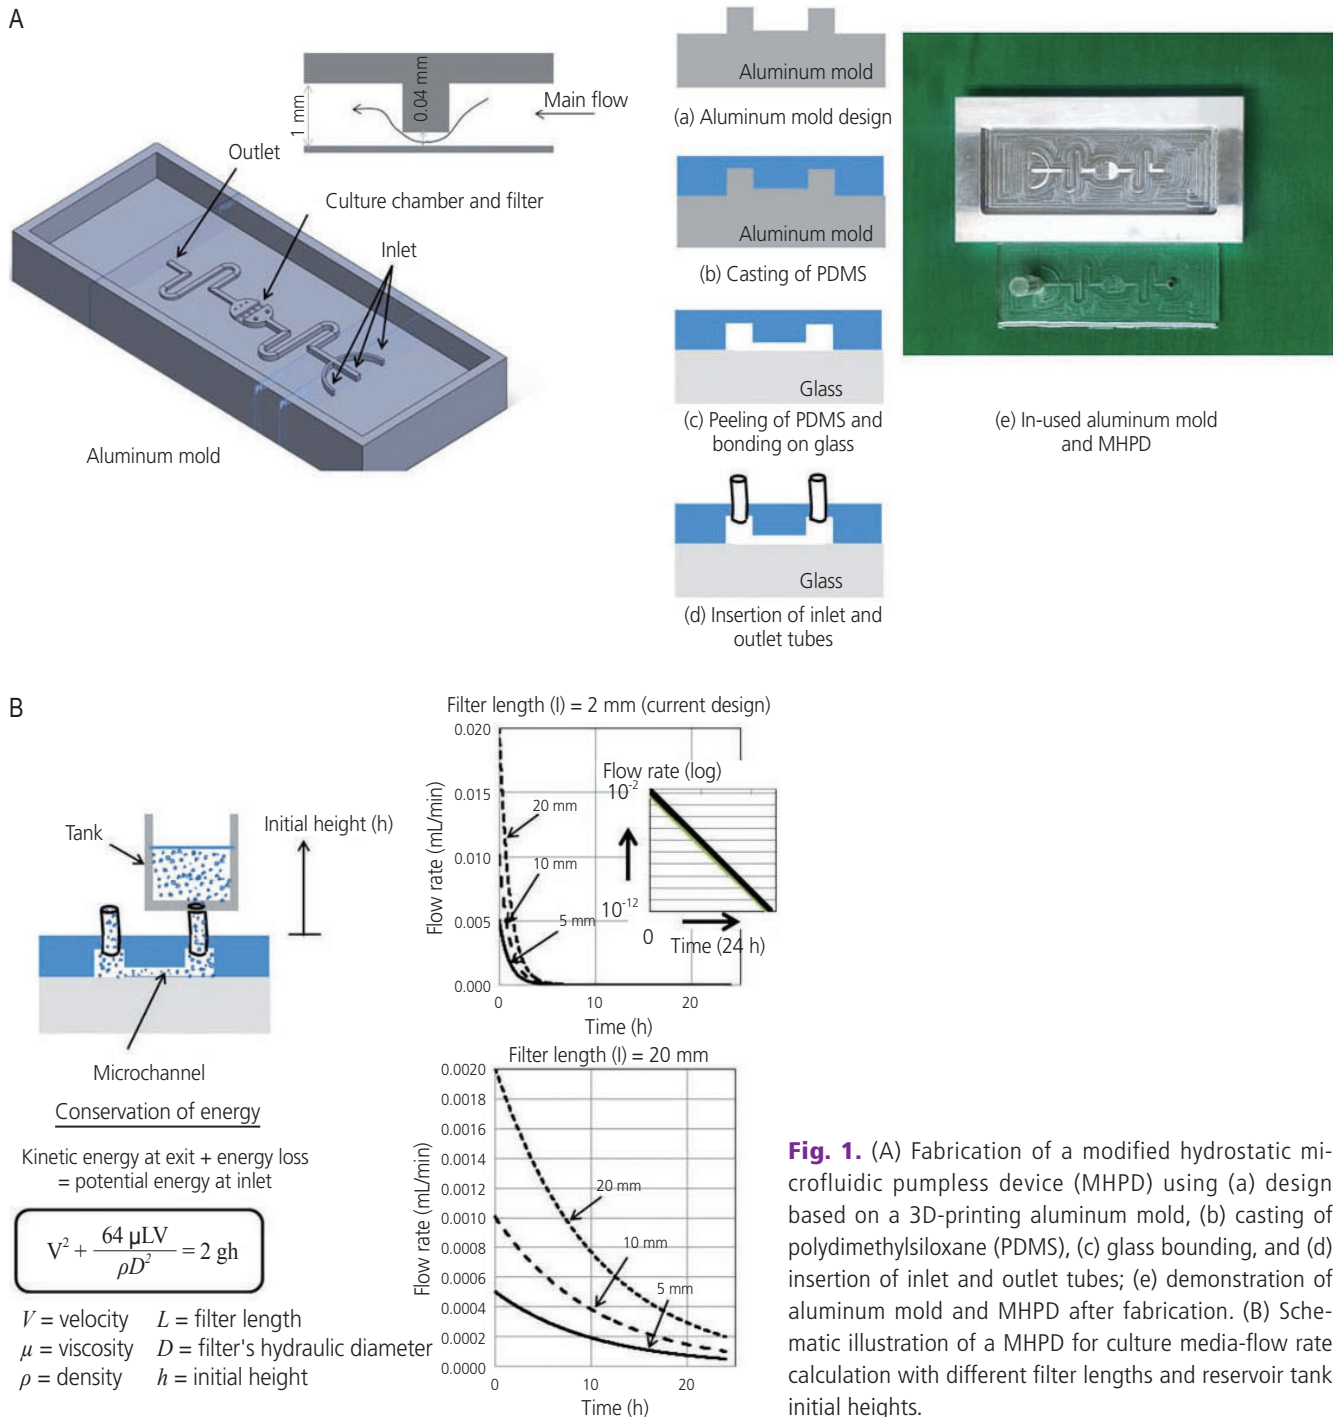 A
1 mm
0.04 mm
Main flow
Outlet
Culture chamber and filter
Inlet
Aluminum mold
Aluminum mold
(a) Aluminum mold design
Aluminum mold
(b) Casting of PDMS
Glass
(c) Peeling of PDMS and
bonding on glass
Glass
(d) Insertion of inlet and
outlet tubes
(e) In-used aluminum mold
and MHPD
B
Tank
Initial height (h)
Microchannel
Conservation of energy
Kinetic energy at exit + energy loss
= potential energy at inlet
V² + 64 μLV / ρD² = 2 gh
V = velocity L = filter length
μ = viscosity D = filter's hydraulic diameter
ρ = density h = initial height
Filter length (l) = 2 mm (current design)
0.020
0.015
0.010
0.005
0.000
Flow rate (mL/min)
20 mm
10 mm
5 mm
Flow rate (log)
10⁻²
10⁻¹²
0
Time (24 h)
0 10 20
Time (h)
Filter length (l) = 20 mm
0.0020
0.0018
0.0016
0.0014
0.0012
0.0010
0.0008
0.0006
0.0004
0.0002
0.0000
Flow rate (mL/min)
20 mm
10 mm
5 mm
0 10 20
Time (h)
Fig. 1. (A) Fabrication of a modified hydrostatic mi-
crofluidic pumpless device (MHPD) using (a) design
based on a 3D-printing aluminum mold, (b) casting of
polydimethylsiloxane (PDMS), (c) glass bounding, and (d)
insertion of inlet and outlet tubes; (e) demonstration of
aluminum mold and MHPD after fabrication. (B) Sche-
matic illustration of a MHPD for culture media-flow rate
calculation with different filter lengths and reservoir tank
initial heights.